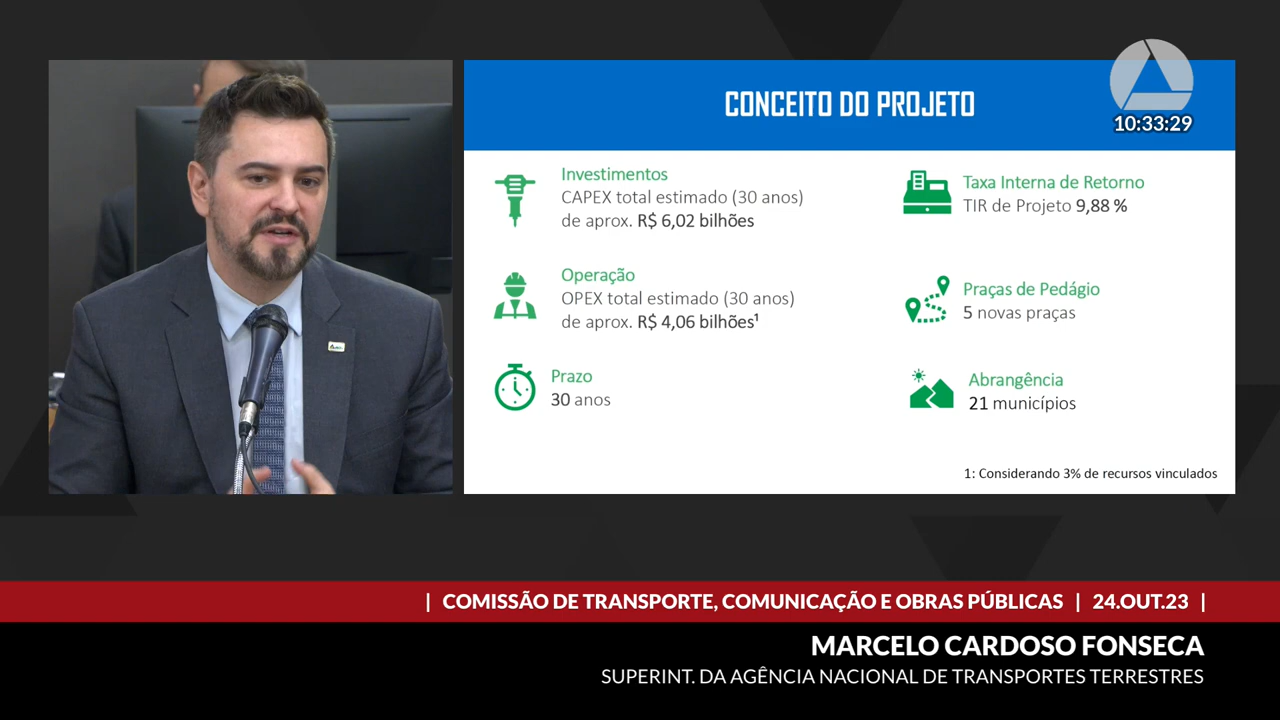 CONCEITO DO PROJETO
10:33:29
Investimentos
CAPEX total estimado (30 anos)
de aprox. R$ 6,02 bilhões
Operação
OPEX total estimado (30 anos)
de aprox. R$ 4,06 bilhões¹
Prazo
30 anos
Taxa Interna de Retorno
TIR de Projeto 9,88 %
Praças de Pedágio
5 novas praças
Abrangência
21 municípios
1: Considerando 3% de recursos vinculados
| COMISSÃO DE TRANSPORTE, COMUNICAÇÃO E OBRAS PÚBLICAS | 24.OUT.23 |
MARCELO CARDOSO FONSECA
SUPERINT. DA AGÊNCIA NACIONAL DE TRANSPORTES TERRESTRES